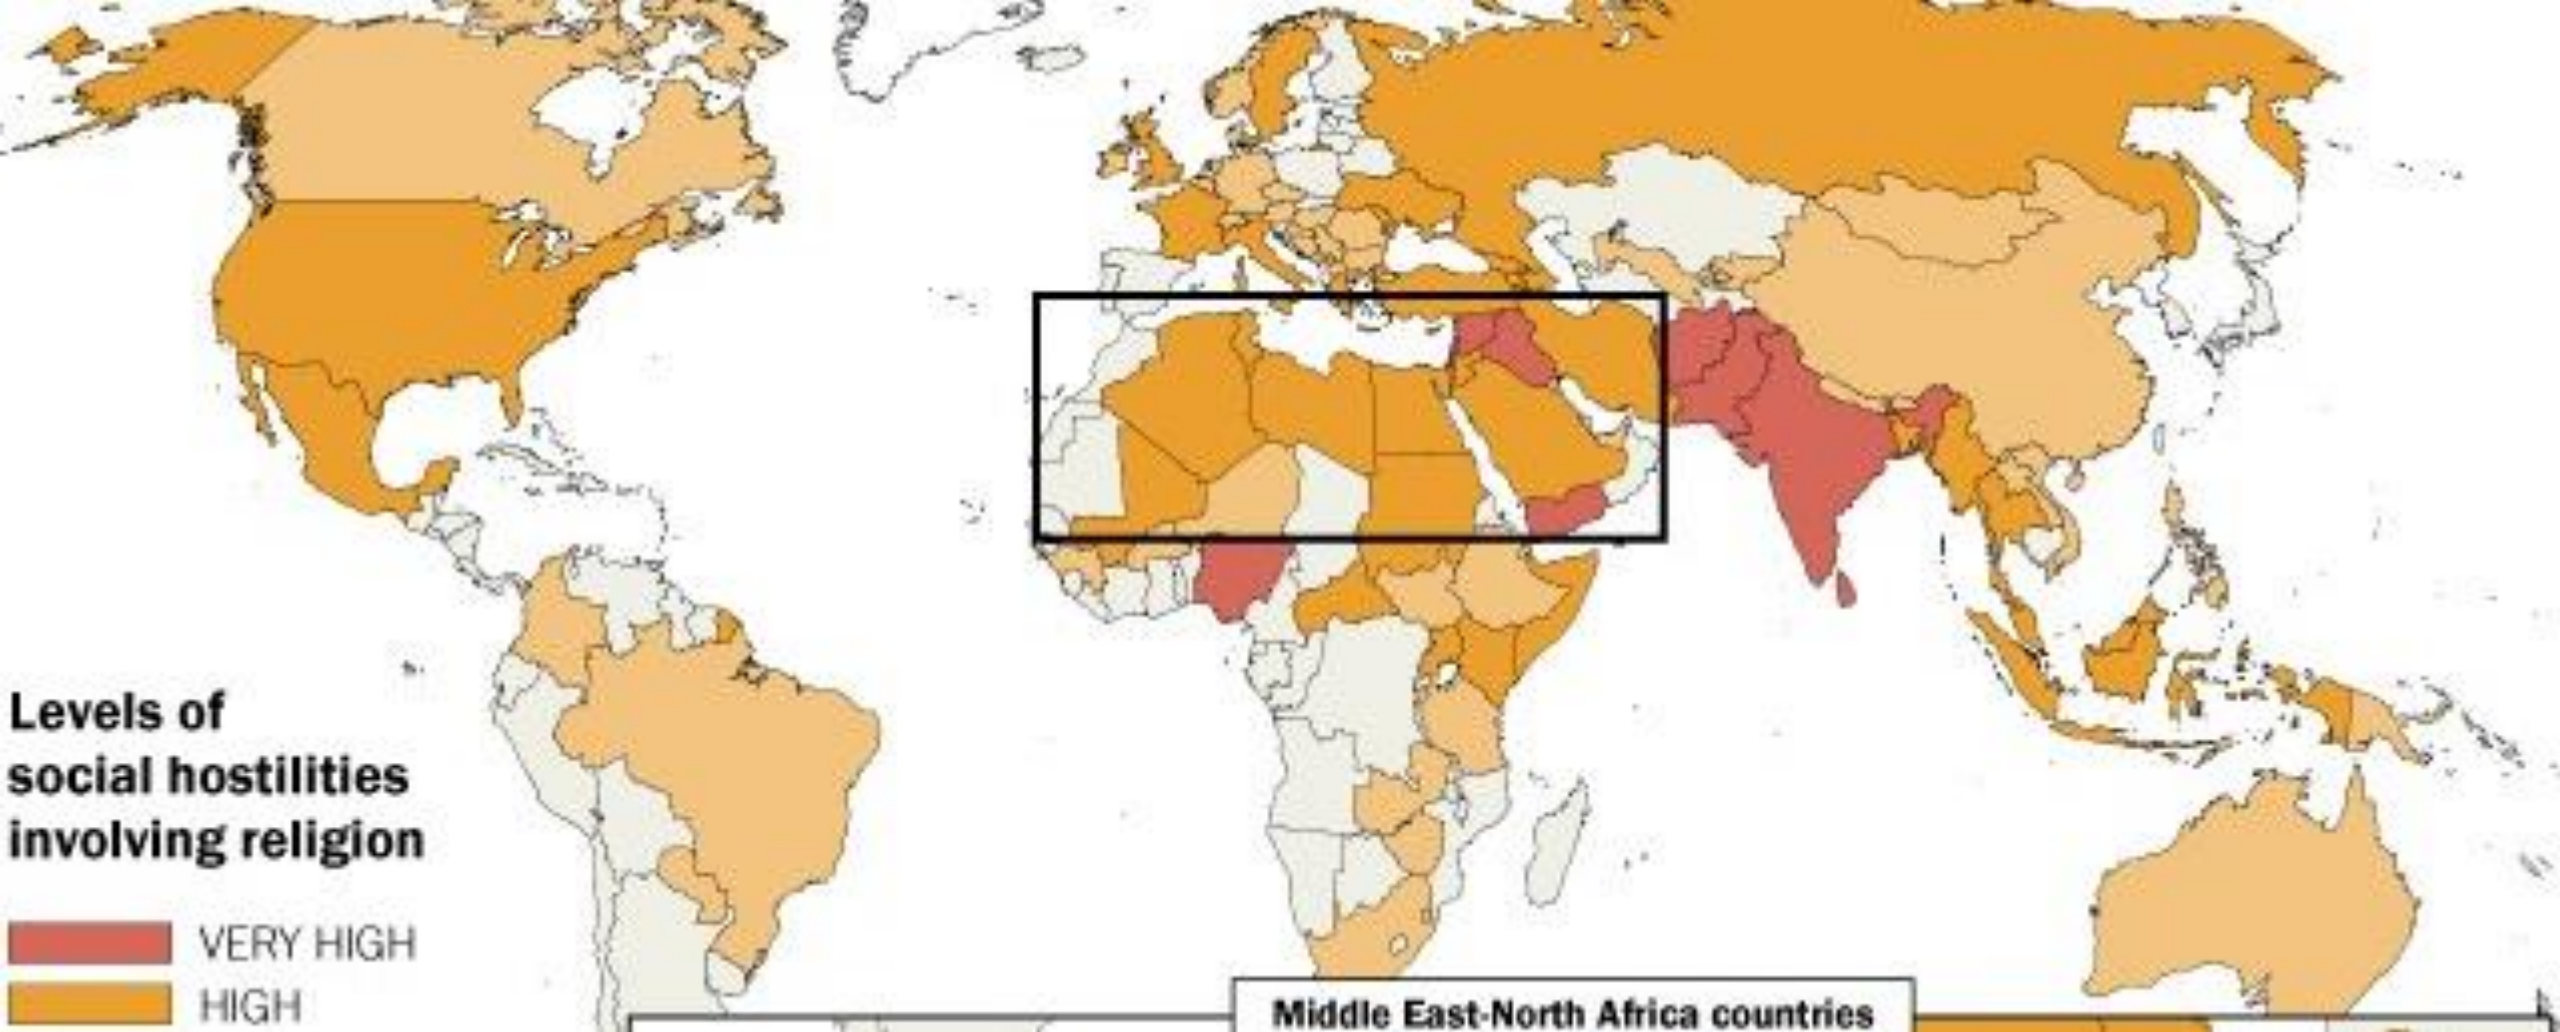 Levels of
social hostilities
involving religion
VERY HIGH
HIGH
Middle East-North Africa countries